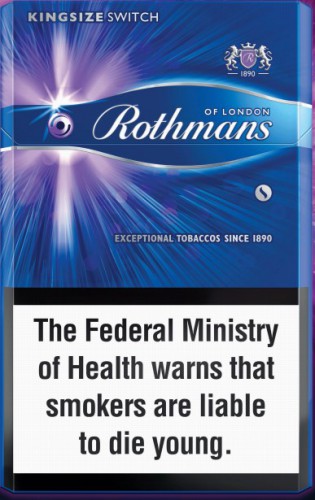 KINGSIZE SWITCH
R
1890
OF LONDON
Rothmans
EXCEPTIONAL TOBACCOS SINCE 1890
The Federal Ministry
of Health warns that
smokers are liable
to die young.